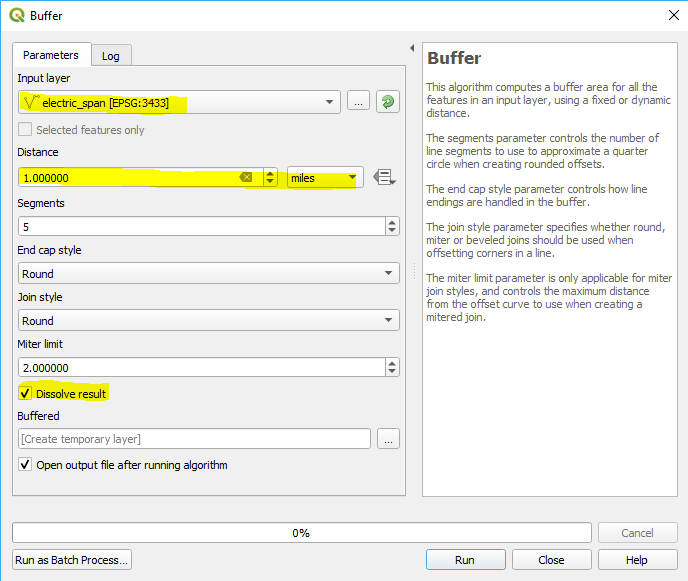 Buffer
Parameters
Log
Input layer
electric_span [EPSG:3433]
...
Selected features only
Distance
1.000000
miles
Segments
5
End cap style
Round
Join style
Round
Miter limit
2.000000
Dissolve result
Buffered
[Create temporary layer]
...
Open output file after running algorithm
Buffer
This algorithm computes a buffer area for all the
features in an input layer, using a fixed or dynamic
distance.
The segments parameter controls the number of
line segments to use to approximate a quarter
circle when creating rounded offsets.
The end cap style parameter controls how line
endings are handled in the buffer.
The join style parameter specifies whether round,
miter or beveled joins should be used when
offsetting corners in a line.
The miter limit parameter is only applicable for miter
join styles, and controls the maximum distance
from the offset curve to use when creating a
mitered join.
0%
Cancel
Run as Batch Process...
Run
Close
Help